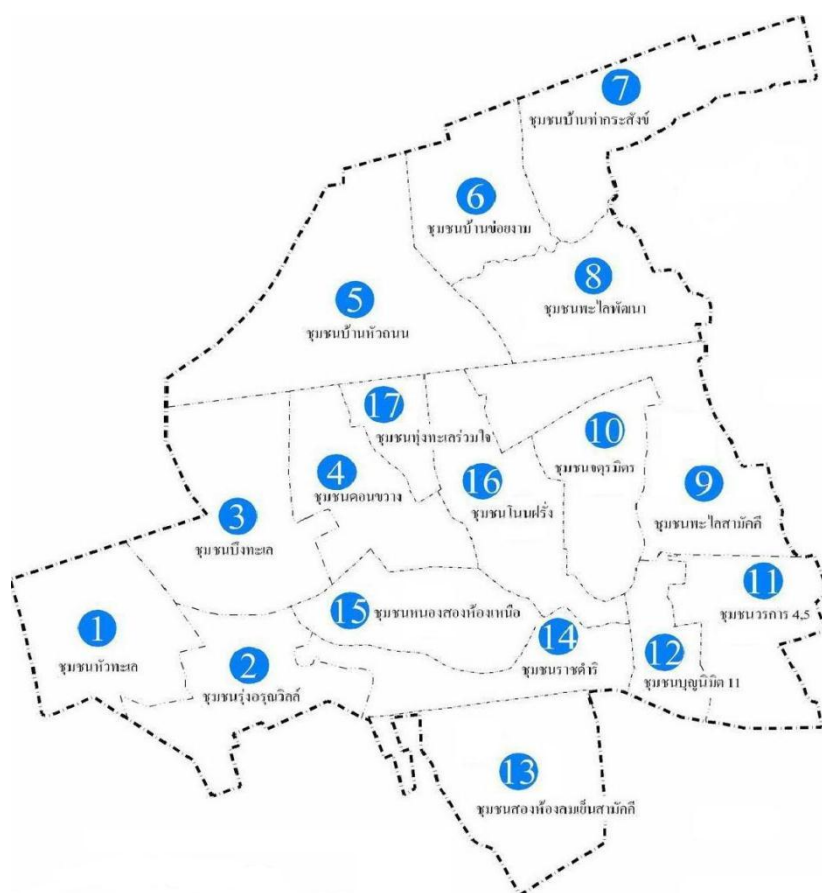 7
ชุมชนบ้านท่ากระสังข์
6
ชุมชนบ้านข่อยงาม
8
ชุมชนพะไลพัฒนา
5
ชุมชนบ้านหัวถนน
17
ชุมชนทุ่งทะเลร่วมใจ
10
ชุมชนจตุรมิตร
4
ชุมชนดอนขวาง
16
ชุมชนโนนฝรั่ง
9
ชุมชนพะไลสามัคคี
3
ชุมชนบึงทะเล
11
ชุมชนวรการ 4,5
15
ชุมชนหนองสองห้องเหนือ
1
ชุมชนหัวทะเล
14
ชุมชนราชดำริ
12
ชุมชนบุญนิมิต 11
2
ชุมชนรุ่งอรุณวิลล์
13
ชุมชนสองห้องลมเย็นสามัคคี